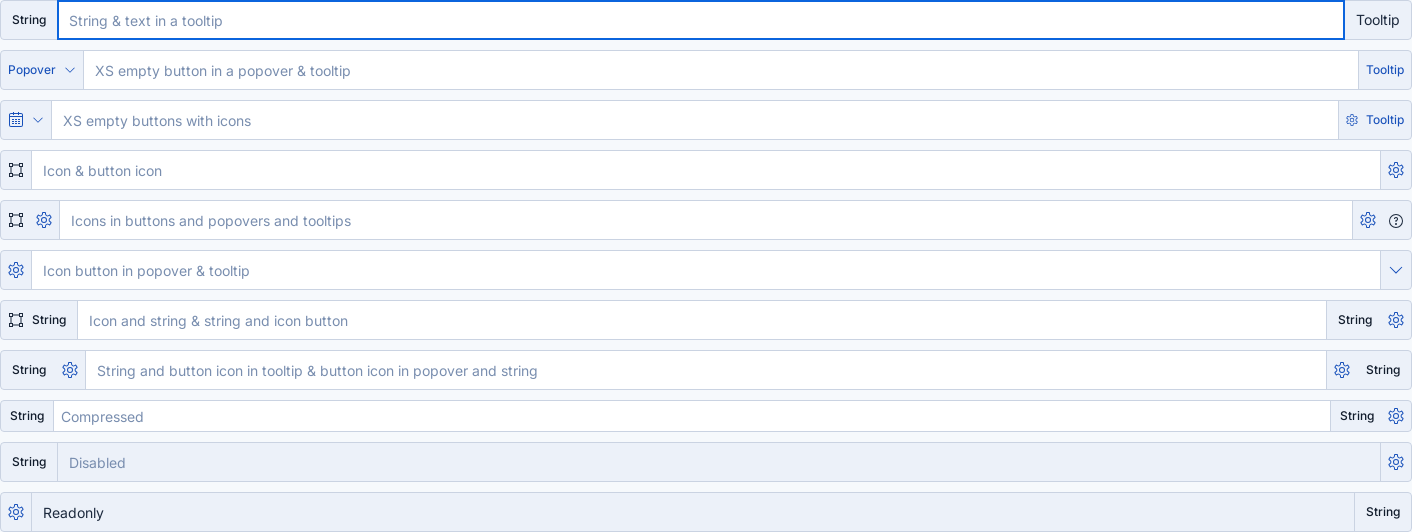 String String & text in a tooltip Tooltip
Popover XS empty button in a popover & tooltip Tooltip
XS empty buttons with icons Tooltip
Icon & button icon
Icons in buttons and popovers and tooltips
Icon button in popover & tooltip
String Icon and string & string and icon button String
String String and button icon in tooltip & button icon in popover and string String
String Compressed String
String Disabled
Readonly String